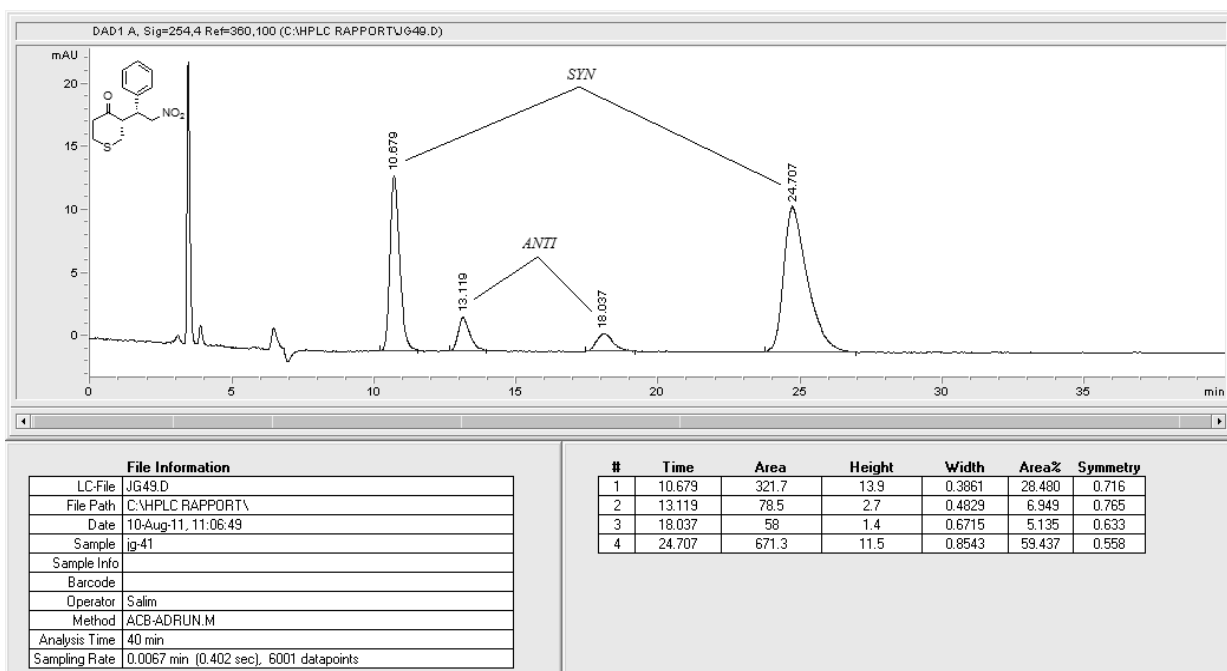 DAD1 A, Sig=254,4 Ref=360,100 (C:\HPLC RAPPORT\JG49.D)
mAU
20
15
10
5
0
O
NO2
S
SYN
ANTI
10.679
13.119
18.037
24.707
0 5 10 15 20 25 30 35 min
File Information
LC-File JG49.D
File Path C:\HPLC RAPPORT\
Date 10-Aug-11, 11:06:49
Sample jg-41
Sample Info
Barcode
Operator Salim
Method ACB-ADRUN.M
Analysis Time 40 min
Sampling Rate 0.0067 min (0.402 sec), 6001 datapoints
# Time Area Height Width Area% Symmetry
1 10.679 321.7 13.9 0.3861 28.480 0.716
2 13.119 78.5 2.7 0.4829 6.949 0.765
3 18.037 58 1.4 0.6715 5.135 0.633
4 24.707 671.3 11.5 0.8543 59.437 0.558